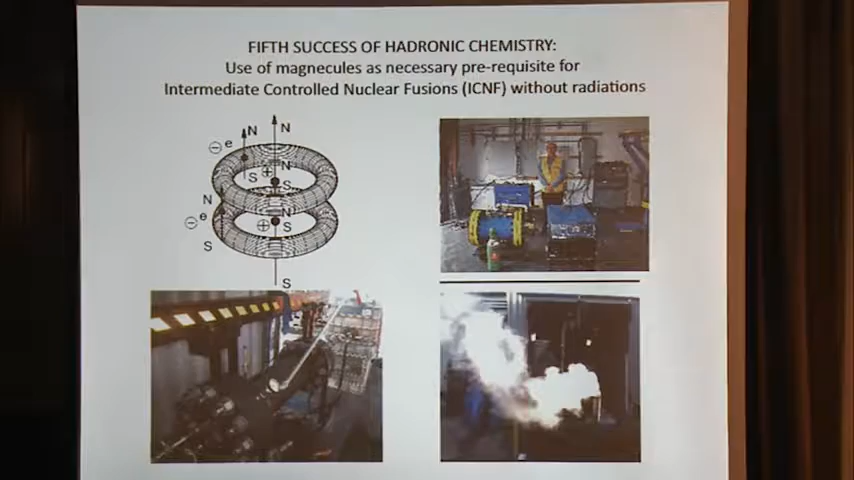 FIFTH SUCCESS OF HADRONIC CHEMISTRY:
Use of magnecules as necessary pre-requisite for
Intermediate Controlled Nuclear Fusions (ICNF) without radiations
N N
⊖ e
N
S ⊕ S
N
N
⊖ e ⊕ S
S
S